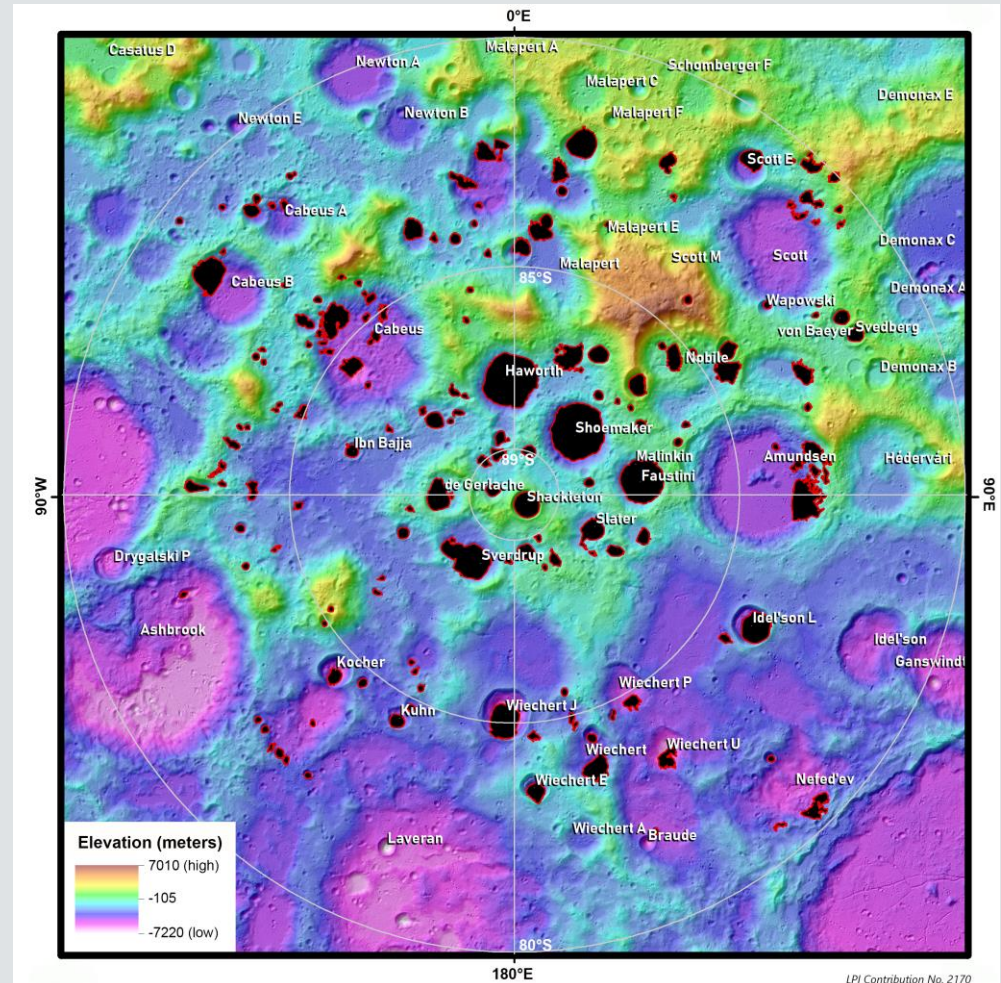 0°E
Casatus D
Newton A
Malapert A
Schomberger F
Malapert C
Demonax E
Newton E
Newton B
Malapert F
Scott E
Cabeus A
Malapert E
Demonax C
Scott M
Scott
Malapert
85°S
Cabeus B
Demonax A
Wapowski
Cabeus
von Baeyer
Svedberg
Nobile
Haworth
Demonax B
Shoemaker
Ibn Bajja
89°S
Malinkin
Amundsen
Hédervári
Faustini
de Gerlache
Shackleton
90°W
90°E
Slater
Drygalski P
Sverdrup
Idel'son L
Ashbrook
Idel'son
Kocher
Ganswindt
Wiechert P
Kuhn
Wiechert J
Wiechert
Wiechert U
Wiechert E
Nefed'ev
Laveran
Wiechert A
Braude
Elevation (meters)
7010 (high)
-105
-7220 (low)
80°S
180°E
LPI Contribution No. 2170